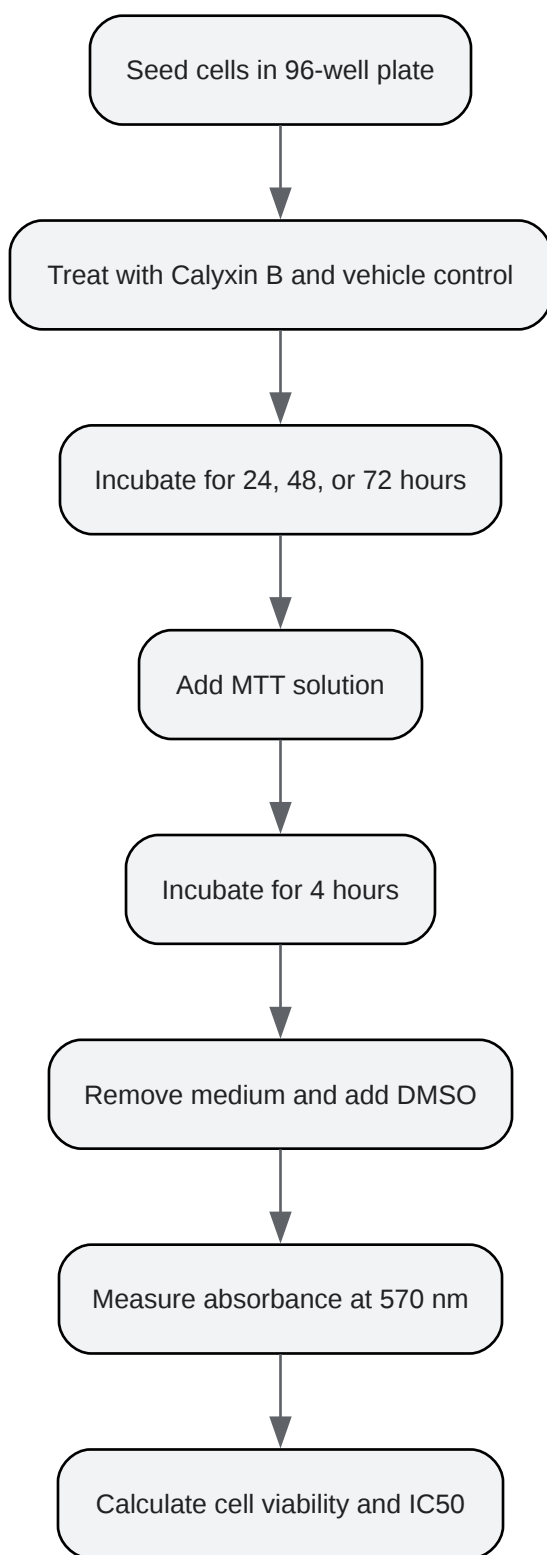 Seed cells in 96-well plate
Treat with Calyxin B and vehicle control
Incubate for 24, 48, or 72 hours
Add MTT solution
Incubate for 4 hours
Remove medium and add DMSO
Measure absorbance at 570 nm
Calculate cell viability and IC50